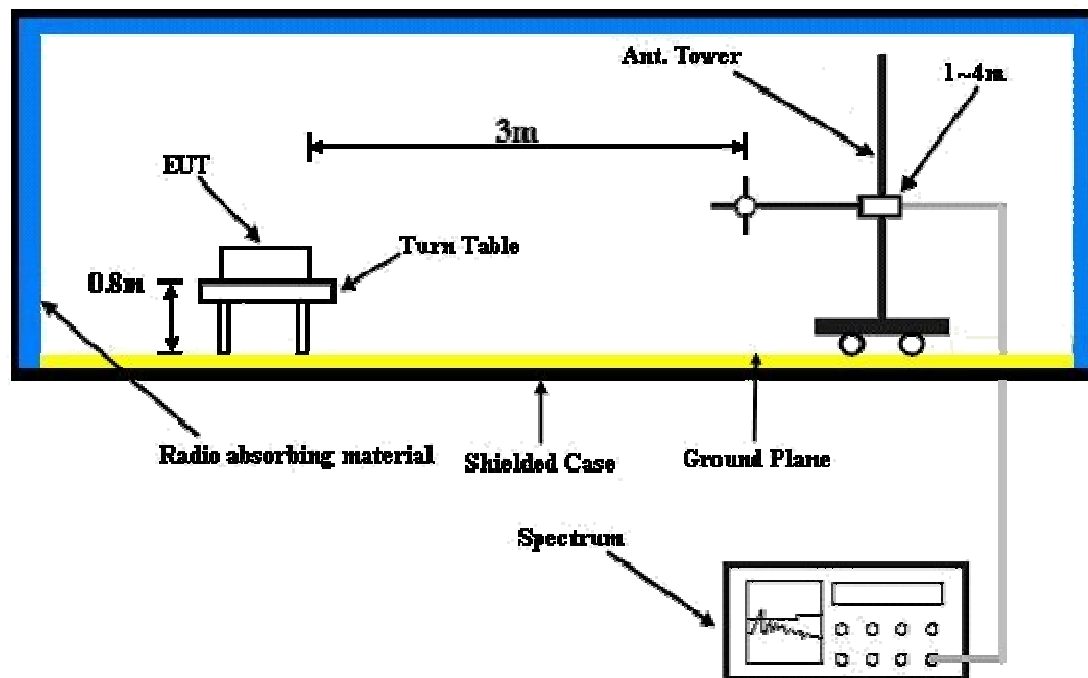 Ant. Tower
1~4m
3m
EUT
Turn Table
0.8m
Radio absorbing material
Shielded Case
Ground Plane
Spectrum